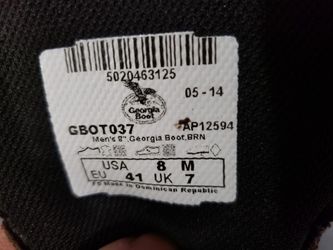 5020463125
05-14
Georgia
Boot
GBOT037 AP12594
Men's 8",Georgia Boot,BRN
USA 8 M
EU 41 UK 7
Made in Dominican Republic